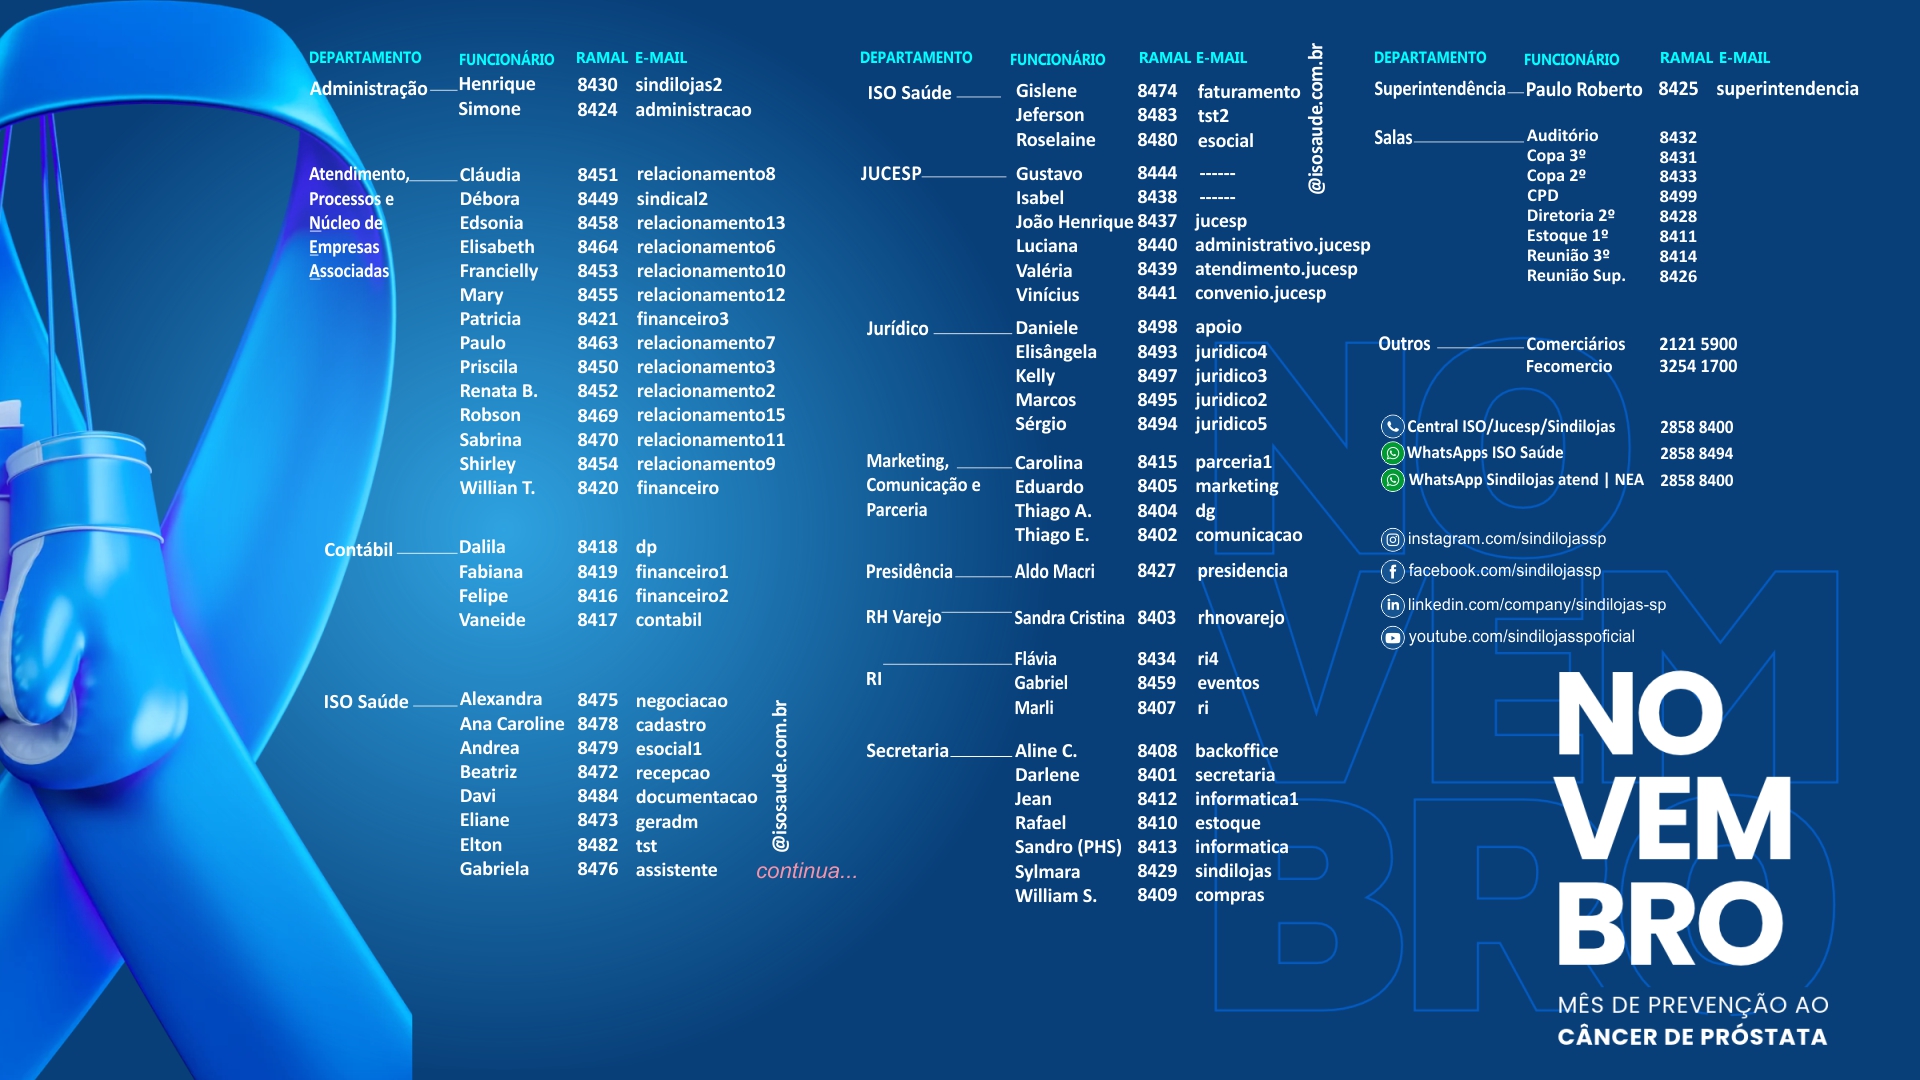 DEPARTAMENTO FUNCIONÁRIO RAMAL E-MAIL
Administração Henrique 8430 sindilojas2
Simone 8424 administracao
Atendimento, Cláudia 8451 relacionamento8
Processos e Débora 8449 sindical2
Núcleo de Edsonia 8458 relacionamento13
Empresas Elisabeth 8464 relacionamento6
Associadas Francielly 8453 relacionamento10
Mary 8455 relacionamento12
Patricia 8421 financeiro3
Paulo 8463 relacionamento7
Priscila 8450 relacionamento3
Renata B. 8452 relacionamento2
Robson 8469 relacionamento15
Sabrina 8470 relacionamento11
Shirley 8454 relacionamento9
Willian T. 8420 financeiro
Contábil Dalila 8418 dp
Fabiana 8419 financeiro1
Felipe 8416 financeiro2
Vaneide 8417 contabil
ISO Saúde Alexandra 8475 negociacao
Ana Caroline 8478 cadastro
Andrea 8479 esocial1
Beatriz 8472 recepcao
Davi 8484 documentacao
Eliane 8473 geradm
Elton 8482 tst
Gabriela 8476 assistente
@isosaude.com.br
continua...
DEPARTAMENTO FUNCIONÁRIO RAMAL E-MAIL
ISO Saúde Gislene 8474 faturamento
Jeferson 8483 tst2
Roselaine 8480 esocial
@isosaude.com.br
JUCESP Gustavo 8444 ------
Isabel 8438 ------
João Henrique 8437 jucesp
Luciana 8440 administrativo.jucesp
Valéria 8439 atendimento.jucesp
Vinícius 8441 convenio.jucesp
Jurídico Daniele 8498 apoio
Elisângela 8493 juridico4
Kelly 8497 juridico3
Marcos 8495 juridico2
Sérgio 8494 juridico5
Marketing, Carolina 8415 parceria1
Comunicação e Eduardo 8405 marketing
Parceria Thiago A. 8404 dg
Thiago E. 8402 comunicacao
Presidência Aldo Macri 8427 presidencia
RH Varejo Sandra Cristina 8403 rhnovarejo
Flávia 8434 ri4
RI Gabriel 8459 eventos
Marli 8407 ri
Secretaria Aline C. 8408 backoffice
Darlene 8401 secretaria
Jean 8412 informatica1
Rafael 8410 estoque
Sandro (PHS) 8413 informatica
Sylmara 8429 sindilojas
William S. 8409 compras
DEPARTAMENTO FUNCIONÁRIO RAMAL E-MAIL
Superintendência Paulo Roberto 8425 superintendencia
Salas Auditório 8432
Copa 3º 8431
Copa 2º 8433
CPD 8499
Diretoria 2º 8428
Estoque 1º 8411
Reunião 3º 8414
Reunião Sup. 8426
Outros Comerciários 2121 5900
Fecomercio 3254 1700
Central ISO/Jucesp/Sindilojas 2858 8400
WhatsApps ISO Saúde 2858 8494
WhatsApp Sindilojas atend | NEA 2858 8400
instagram.com/sindilojassp
facebook.com/sindilojassp
linkedin.com/company/sindilojas-sp
youtube.com/sindilojasspoficial
NO
VEM
BRO
NO
VEM
BRO
MÊS DE PREVENÇÃO AO
CÂNCER DE PRÓSTATA